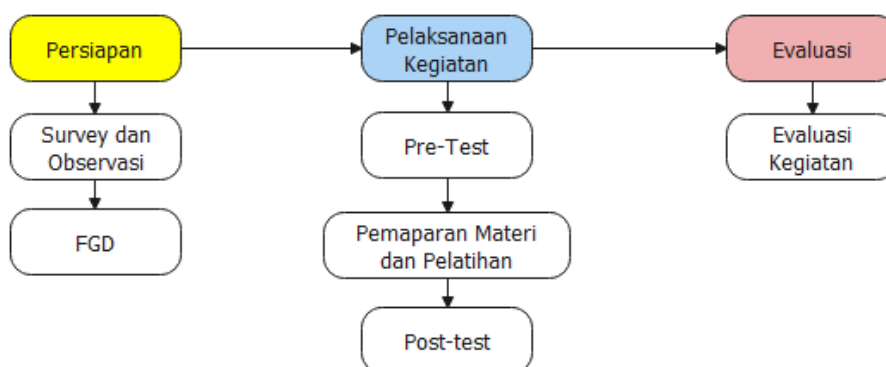 Persiapan
Pelaksanaan
Kegiatan
Evaluasi
Survey dan
Observasi
Pre-Test
Evaluasi
Kegiatan
FGD
Pemaparan Materi
dan Pelatihan
Post-test